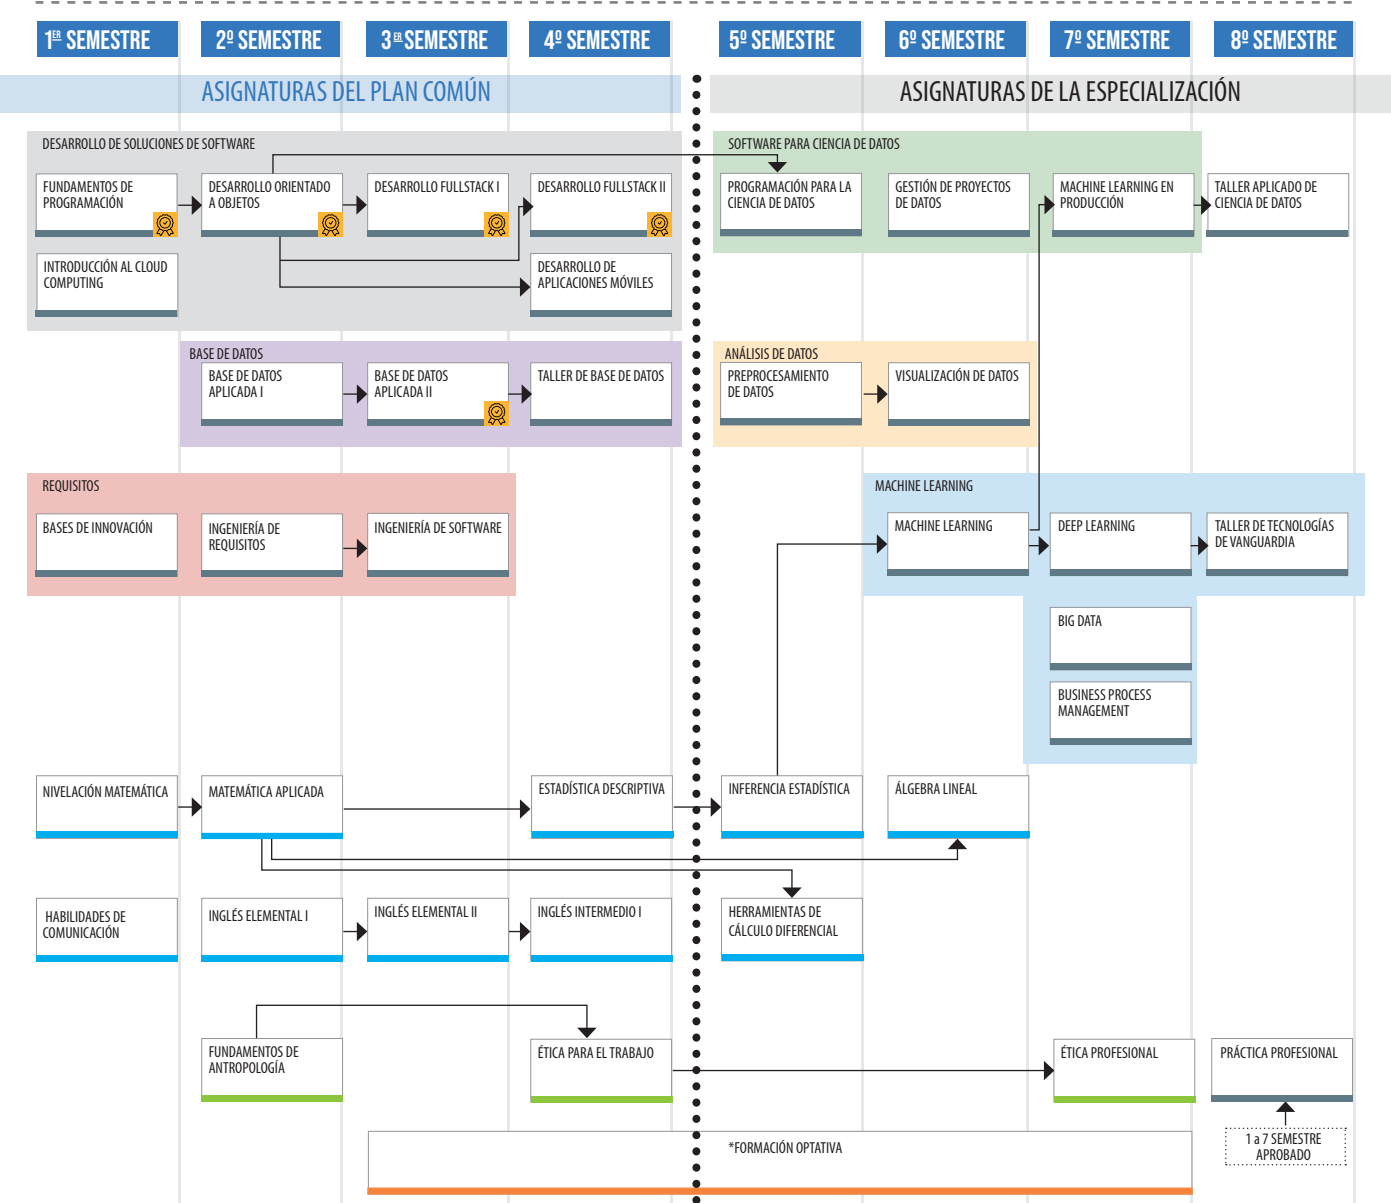 1ER SEMESTRE
2º SEMESTRE
3ER SEMESTRE
4º SEMESTRE
5º SEMESTRE
6º SEMESTRE
7º SEMESTRE
8º SEMESTRE
ASIGNATURAS DEL PLAN COMÚN
ASIGNATURAS DE LA ESPECIALIZACIÓN
DESARROLLO DE SOLUCIONES DE SOFTWARE
SOFTWARE PARA CIENCIA DE DATOS
FUNDAMENTOS DE
PROGRAMACIÓN
DESARROLLO ORIENTADO
A OBJETOS
DESARROLLO FULLSTACK I
DESARROLLO FULLSTACK II
PROGRAMACIÓN PARA LA
CIENCIA DE DATOS
GESTIÓN DE PROYECTOS
DE DATOS
MACHINE LEARNING EN
PRODUCCIÓN
TALLER APLICADO DE
CIENCIA DE DATOS
INTRODUCCIÓN AL CLOUD
COMPUTING
DESARROLLO DE
APLICACIONES MÓVILES
BASE DE DATOS
ANÁLISIS DE DATOS
BASE DE DATOS
APLICADA I
BASE DE DATOS
APLICADA II
TALLER DE BASE DE DATOS
PREPROCESAMIENTO
DE DATOS
VISUALIZACIÓN DE DATOS
REQUISITOS
MACHINE LEARNING
BASES DE INNOVACIÓN
INGENIERÍA DE
REQUISITOS
INGENIERÍA DE SOFTWARE
MACHINE LEARNING
DEEP LEARNING
TALLER DE TECNOLOGÍAS
DE VANGUARDIA
BIG DATA
BUSINESS PROCESS
MANAGEMENT
NIVELACIÓN MATEMÁTICA
MATEMÁTICA APLICADA
ESTADÍSTICA DESCRIPTIVA
INFERENCIA ESTADÍSTICA
ÁLGEBRA LINEAL
HABILIDADES DE
COMUNICACIÓN
INGLÉS ELEMENTAL I
INGLÉS ELEMENTAL II
INGLÉS INTERMEDIO I
HERRAMIENTAS DE
CÁLCULO DIFERENCIAL
FUNDAMENTOS DE
ANTROPOLOGÍA
ÉTICA PARA EL TRABAJO
ÉTICA PROFESIONAL
PRÁCTICA PROFESIONAL
1 a 7 SEMESTRE
APROBADO
*FORMACIÓN OPTATIVA